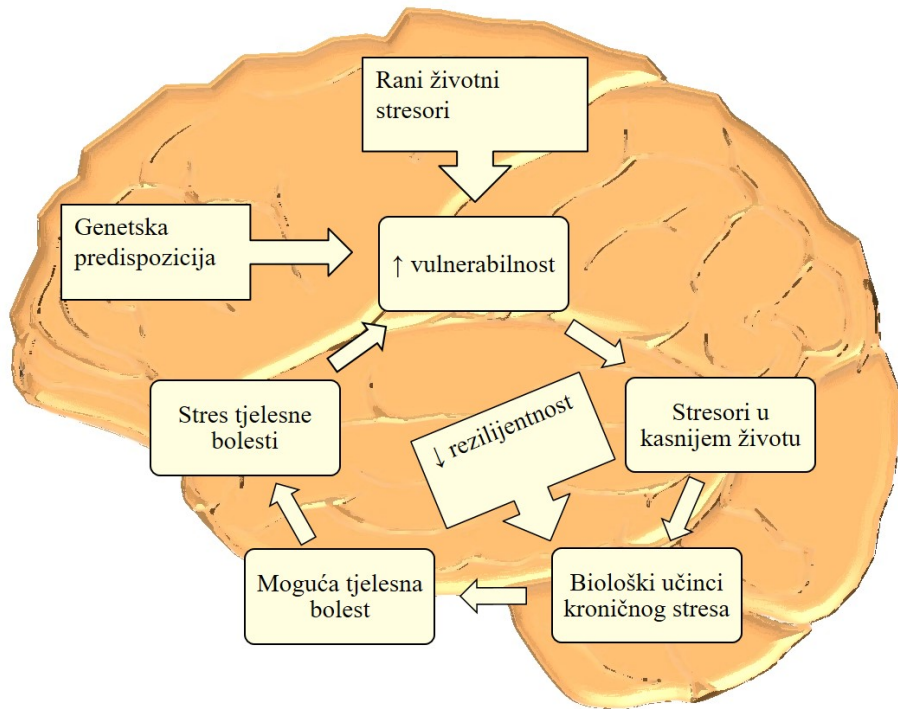 Rani životni
stresori
Genetska
predispozicija
↑ vulnerabilnost
Stres tjelesne
bolesti
↓ rezilijentnost
Stresori u
kasnijem životu
Moguća tjelesna
bolest
Biološki učinci
kroničnog stresa